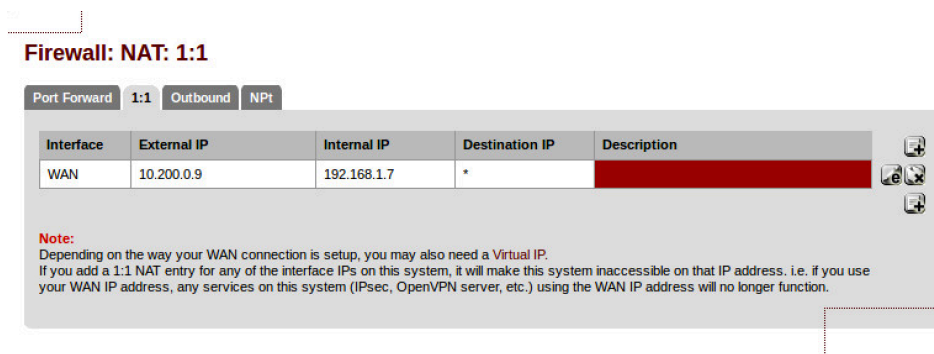 Firewall: NAT: 1:1
Port Forward 1:1 Outbound NPt
Interface External IP Internal IP Destination IP Description
WAN 10.200.0.9 192.168.1.7 *
Note:
Depending on the way your WAN connection is setup, you may also need a Virtual IP.
If you add a 1:1 NAT entry for any of the interface IPs on this system, it will make this system inaccessible on that IP address. i.e. if you use
your WAN IP address, any services on this system (IPsec, OpenVPN server, etc.) using the WAN IP address will no longer function.